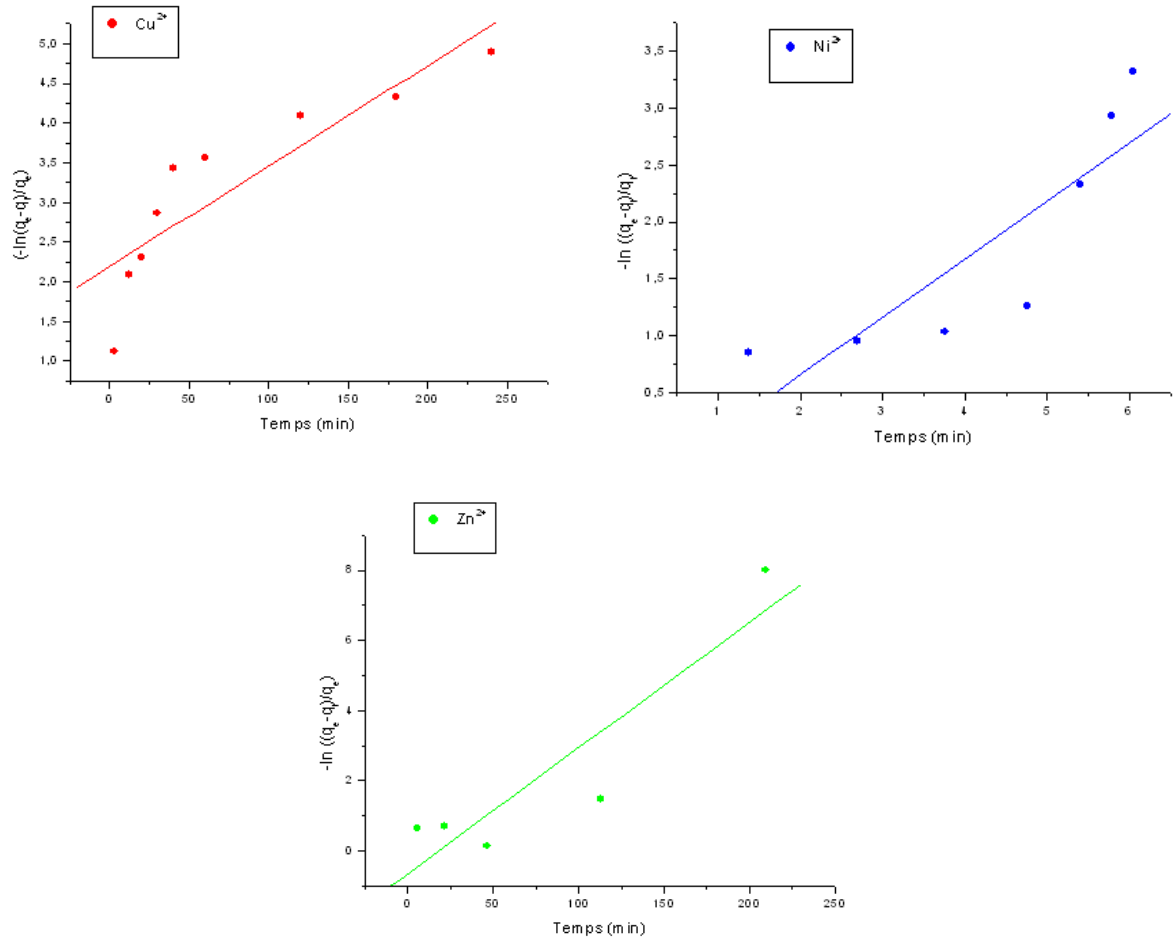 Cu2+
(-ln(qe-qt)/qe)
5,0
4,5
4,0
3,5
3,0
2,5
2,0
1,5
1,0
0 50 100 150 200 250
Temps (min)
Ni2+
-ln ((qe-qt)/qt)
3,5
3,0
2,5
2,0
1,5
1,0
0,5
1 2 3 4 5 6
Temps (min)
Zn2+
-ln ((qe-qt)/qe)
8
6
4
2
0
0 50 100 150 200 250
Temps (min)